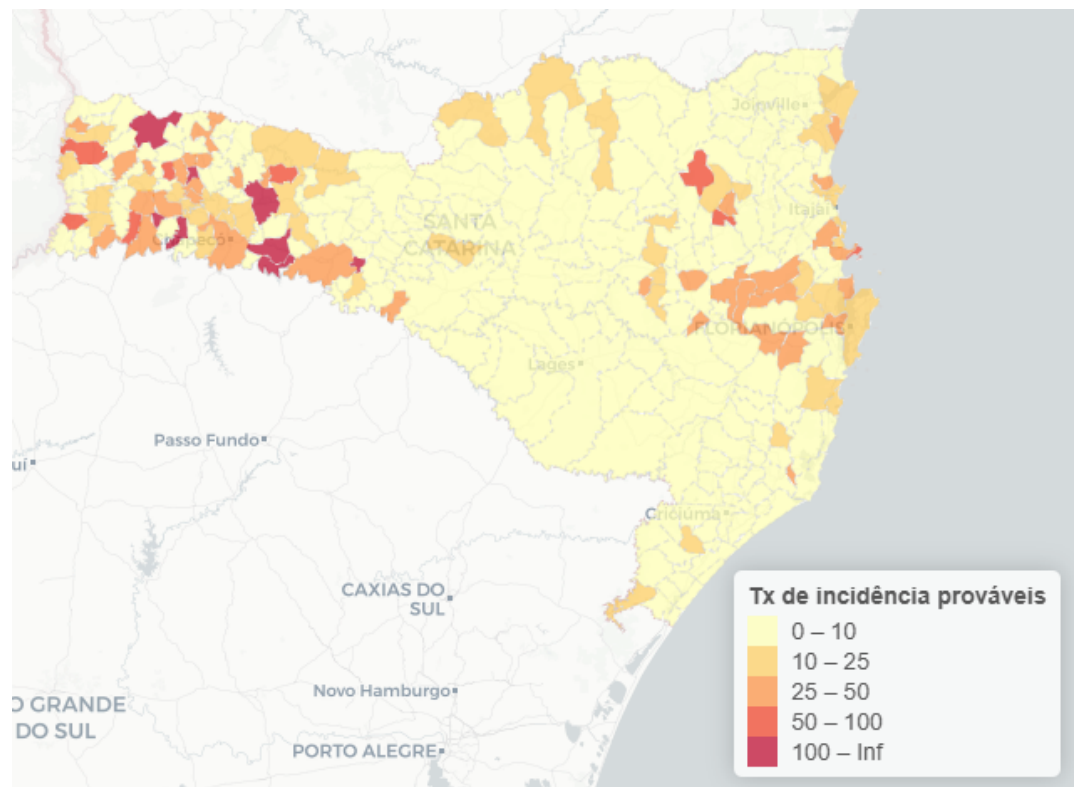 Joinville
Itajaí
SANTA
CATARINA
Chapecó
FLORIANÓPOLIS
Lages
Passo Fundo
uí
Criciúma
CAXIAS DO
SUL
Novo Hamburgo
O GRANDE
DO SUL
PORTO ALEGRE
Tx de incidência prováveis
0 – 10
10 – 25
25 – 50
50 – 100
100 – Inf